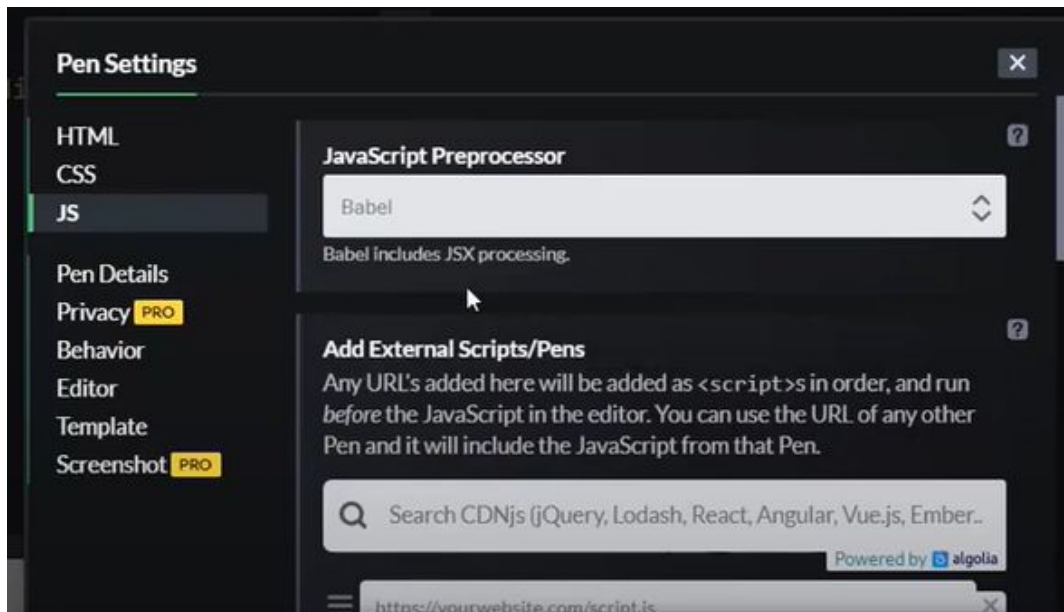 Pen Settings
HTML
CSS
JS
Pen Details
Privacy PRO
Behavior
Editor
Template
Screenshot PRO
JavaScript Preprocessor
Babel
Babel includes JSX processing.
Add External Scripts/Pens
Any URL's added here will be added as <script>s in order, and run
before the JavaScript in the editor. You can use the URL of any other
Pen and it will include the JavaScript from that Pen.
Search CDNjs (jQuery, Lodash, React, Angular, Vue.js, Ember..
Powered by algolia
https://yourwebsite.com/script.js